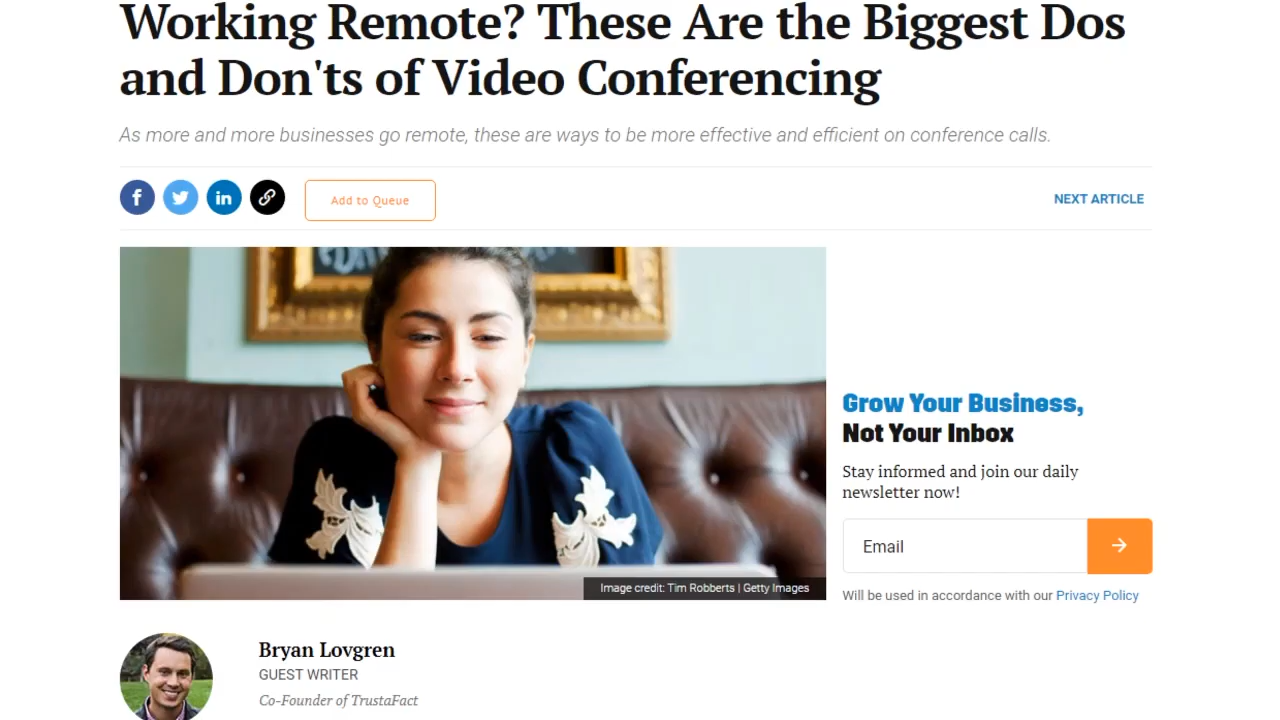 Working Remote? These Are the Biggest Dos
and Don'ts of Video Conferencing
As more and more businesses go remote, these are ways to be more effective and efficient on conference calls.
f
in
Add to Queue
NEXT ARTICLE
Grow Your Business,
Not Your Inbox
Stay informed and join our daily
newsletter now!
Email
Image credit: Tim Robberts | Getty Images
Will be used in accordance with our Privacy Policy
Bryan Lovgren
GUEST WRITER
Co-Founder of TrustaFact